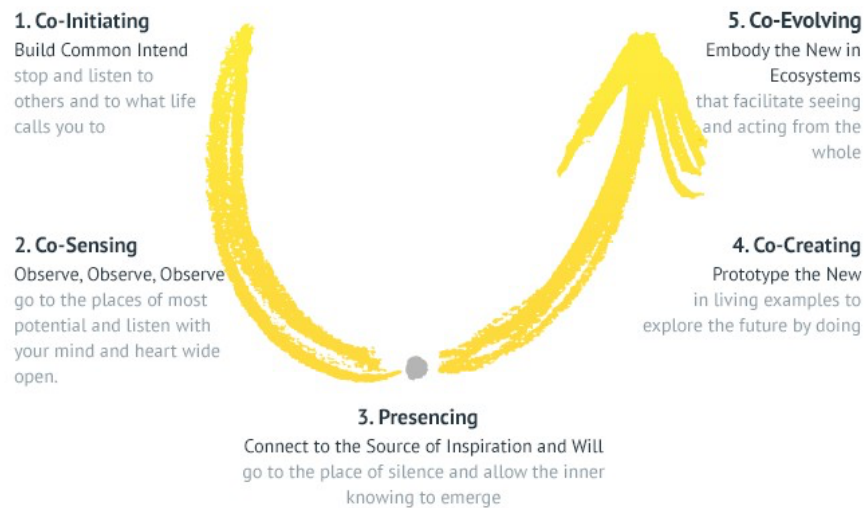 1. Co-Initiating
Build Common Intend
stop and listen to
others and to what life
calls you to
2. Co-Sensing
Observe, Observe, Observe
go to the places of most
potential and listen with
your mind and heart wide
open.
3. Presencing
Connect to the Source of Inspiration and Will
go to the place of silence and allow the inner
knowing to emerge
4. Co-Creating
Prototype the New
in living examples to
explore the future by doing
5. Co-Evolving
Embody the New in
Ecosystems
that facilitate seeing
and acting from the
whole